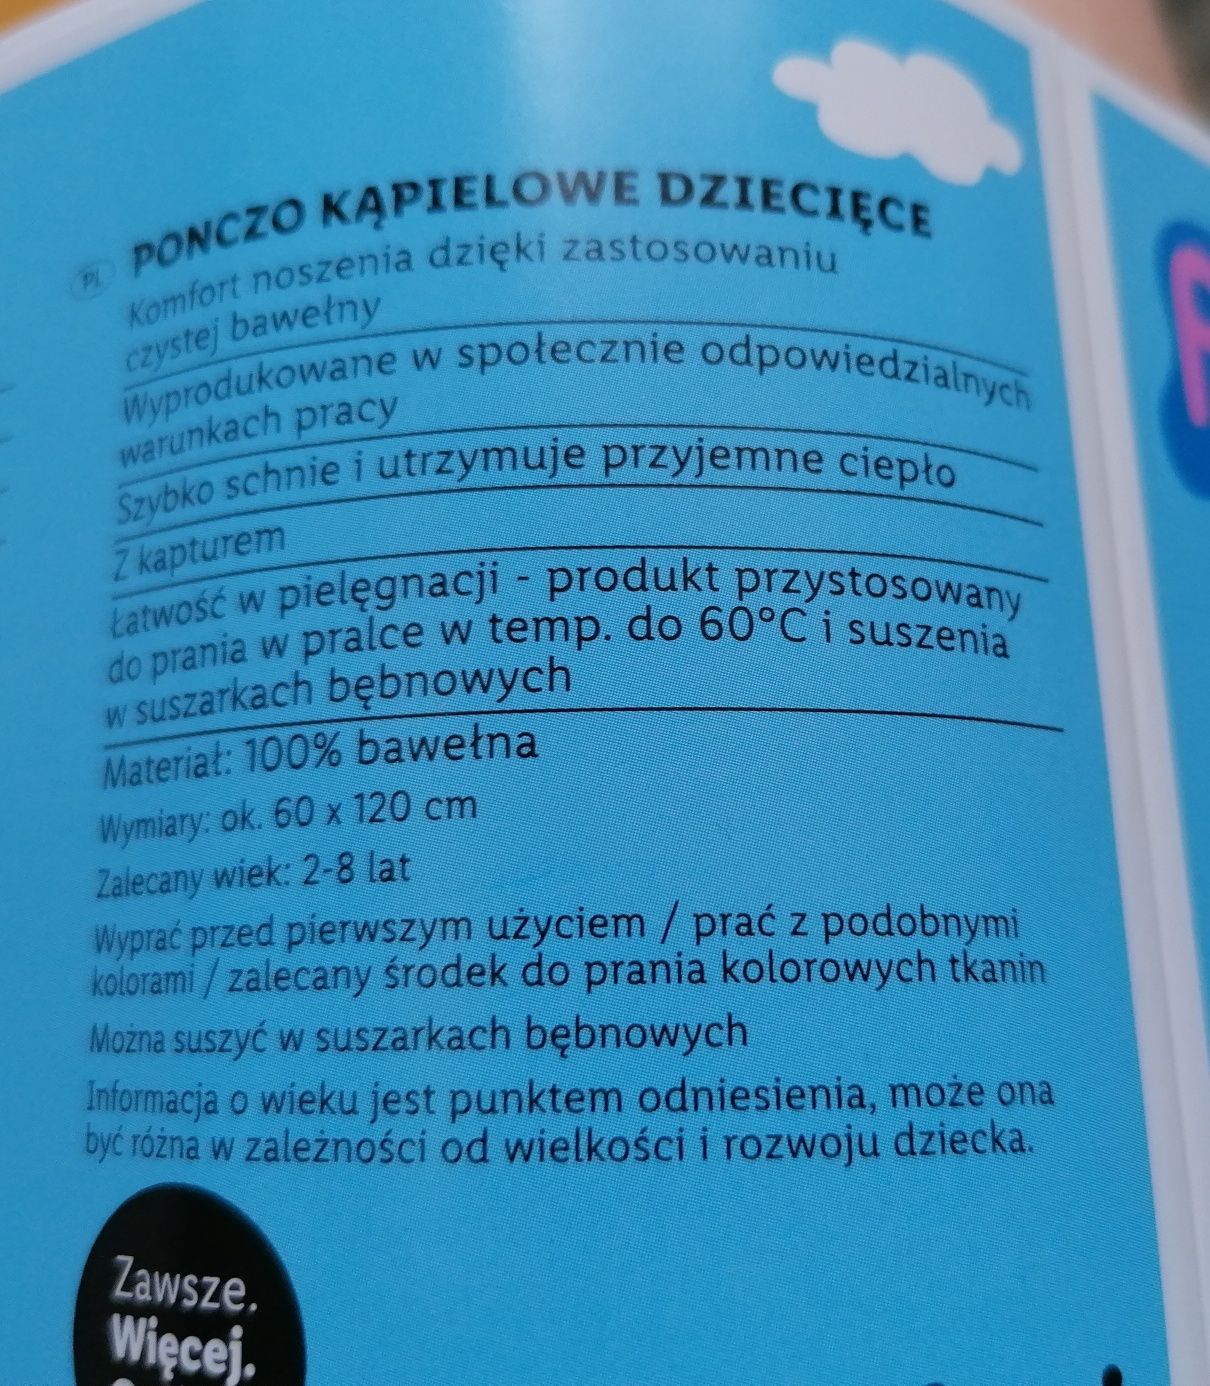 PL PONCZO KĄPIELOWE DZIECIĘCE
Komfort noszenia dzięki zastosowaniu
czystej bawełny
Wyprodukowane w społecznie odpowiedzialnych
warunkach pracy
Szybko schnie i utrzymuje przyjemne ciepło
Z kapturem
Łatwość w pielęgnacji - produkt przystosowany
do prania w pralce w temp. do 60°C i suszenia
w suszarkach bębnowych
Materiał: 100% bawełna
Wymiary: ok. 60 x 120 cm
Zalecany wiek: 2-8 lat
Wyprać przed pierwszym użyciem / prać z podobnymi
kolorami / zalecany środek do prania kolorowych tkanin
Można suszyć w suszarkach bębnowych
Informacja o wieku jest punktem odniesienia, może ona
być różna w zależności od wielkości i rozwoju dziecka.
Zawsze.
Więcej.